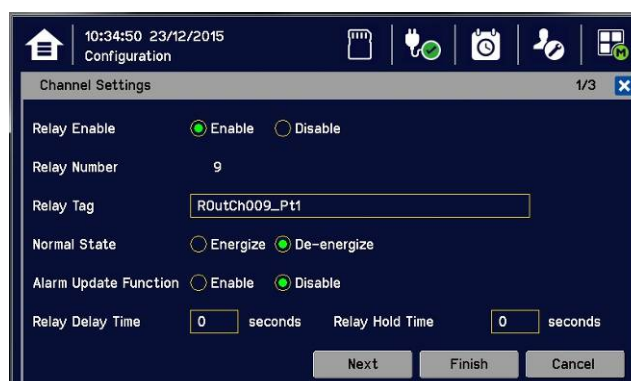 10:34:50 23/12/2015
Configuration
M
Channel Settings 1/3
Relay Enable Enable Disable
Relay Number 9
Relay Tag ROutCh009_Pt1
Normal State Energize De-energize
Alarm Update Function Enable Disable
Relay Delay Time 0 seconds Relay Hold Time 0 seconds
Next Finish Cancel